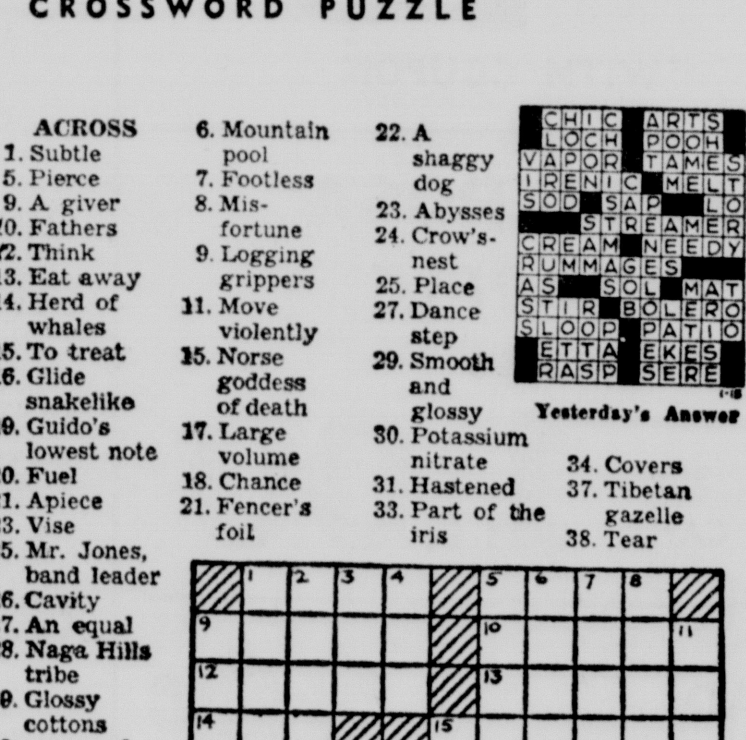 CROSSWORD PUZZLE
ACROSS
1. Subtle
5. Pierce
9. A giver
0. Fathers
2. Think
3. Eat away
4. Herd of
whales
5. To treat
6. Glide
snakelike
9. Guido's
lowest note
0. Fuel
1. Apiece
3. Vise
5. Mr. Jones,
band leader
6. Cavity
7. An equal
8. Naga Hills
tribe
9. Glossy
cottons
6. Mountain
pool
7. Footless
8. Mis-
fortune
9. Logging
grippers
11. Move
violently
15. Norse
goddess
of death
17. Large
volume
18. Chance
21. Fencer's
foil
22. A
shaggy
dog
23. Abysses
24. Crow's-
nest
25. Place
27. Dance
step
29. Smooth
and
glossy
30. Potassium
nitrate
31. Hastened
33. Part of the
iris
CHIC ARTS
LOCH POOH
VAPOR TAMES
IRENIC MELT
SOD SAP LO
STREAMER
CREAM NEEDY
RUMMAGES
AS SOL MAT
STIR BOLERO
SLOOP PATIO
ETTA EKES
RASP SERE
1-18
Yesterday's Answer
34. Covers
37. Tibetan
gazelle
38. Tear
1 2 3 4 5 6 7 8
9 10 11
12 13
14 15